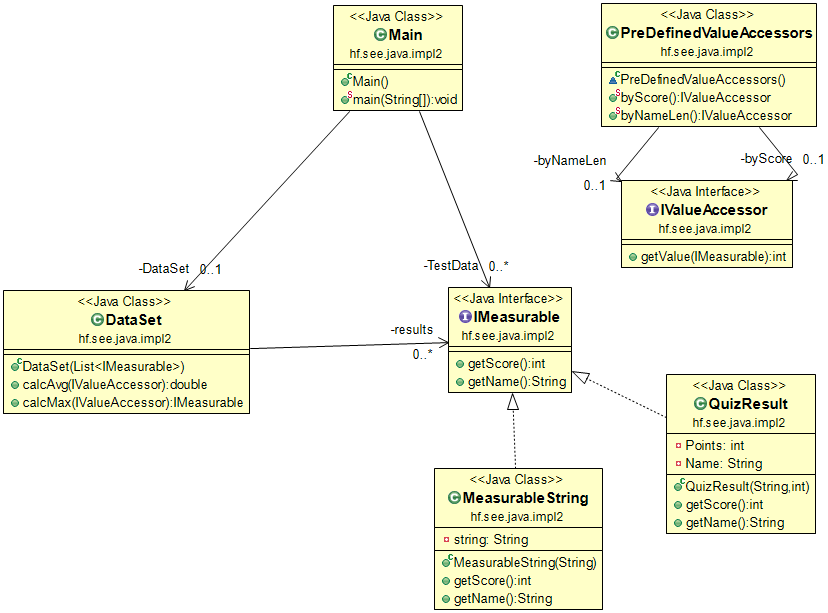 <<Java Class>>
Main
hf.see.java.impl2
Main()
main(String[]):void
<<Java Class>>
PreDefinedValueAccessors
hf.see.java.impl2
PreDefinedValueAccessors()
byScore():IValueAccessor
byNameLen():IValueAccessor
-byNameLen
0..1
-byScore
0..1
<<Java Interface>>
IValueAccessor
hf.see.java.impl2
getValue(IMeasurable):int
-DataSet
0..1
-TestData
0..*
<<Java Class>>
DataSet
hf.see.java.impl2
DataSet(List<IMeasurable>)
calcAvg(IValueAccessor):double
calcMax(IValueAccessor):IMeasurable
-results
0..*
<<Java Interface>>
IMeasurable
hf.see.java.impl2
getScore():int
getName():String
<<Java Class>>
QuizResult
hf.see.java.impl2
Points: int
Name: String
QuizResult(String,int)
getScore():int
getName():String
<<Java Class>>
MeasurableString
hf.see.java.impl2
string: String
MeasurableString(String)
getScore():int
getName():String